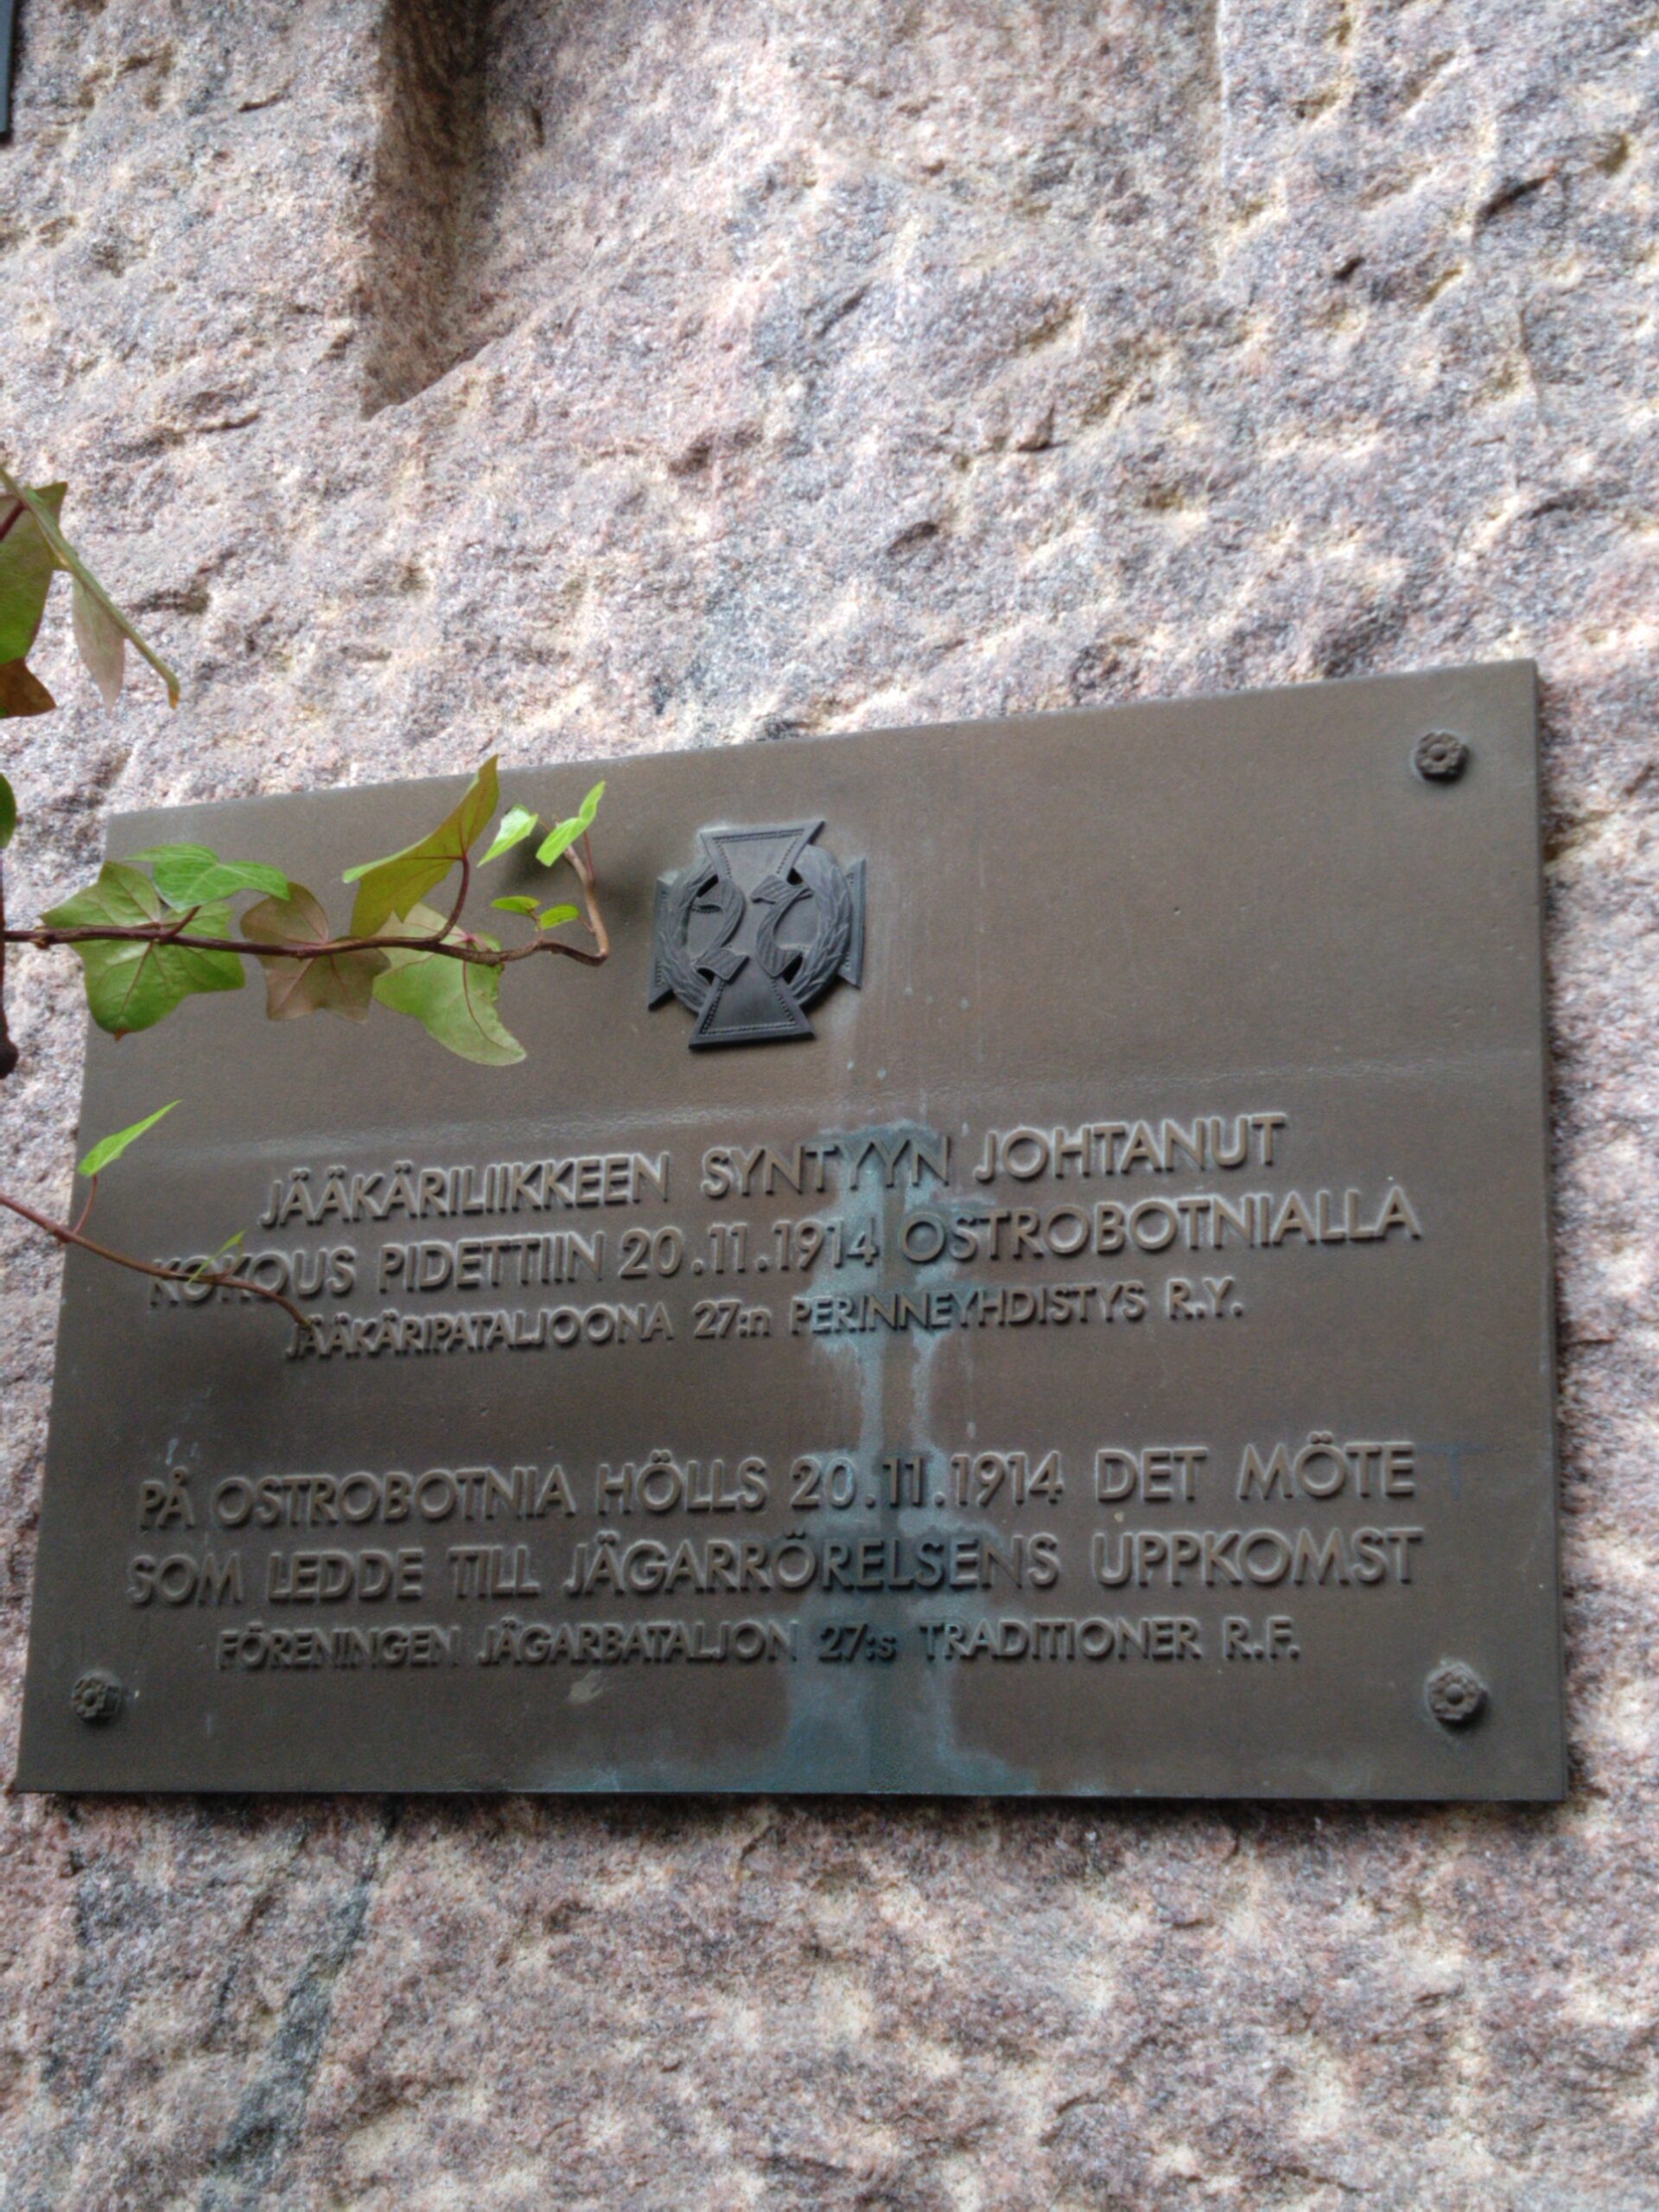 27
JÄÄKÄRILIIKKEEN SYNTYYN JOHTANUT
KOKOUS PIDETTIIN 20.11.1914 OSTROBOTNIALLA
JÄÄKÄRIPATALJOONA 27:n PERINNEYHDISTYS R.Y.
PÅ OSTROBOTNIA HÖLLS 20.11.1914 DET MÖTE
SOM LEDDE TILL JÄGARRÖRELSENS UPPKOMST
FÖRENINGEN JÄGARBATALJON 27:s TRADITIONER R.F.